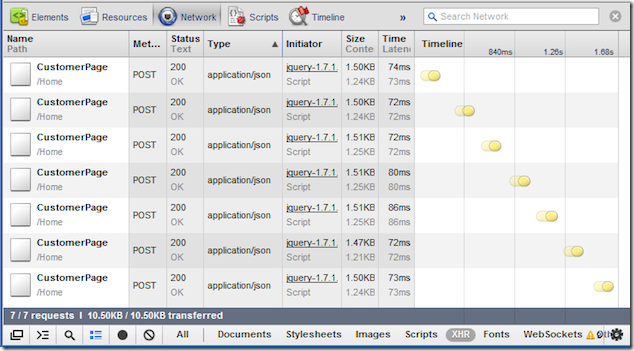 Elements Resources Network Scripts Timeline » Search Network
Name Met... Status Type Initiator Size Time Timeline
Path Text Conte Laten
840ms 1.26s 1.68s
CustomerPage POST 200 application/json jquery-1.7.1. 1.50KB 74ms
/Home OK Script 1.24KB 73ms
CustomerPage POST 200 application/json jquery-1.7.1. 1.50KB 72ms
/Home OK Script 1.24KB 72ms
CustomerPage POST 200 application/json jquery-1.7.1. 1.51KB 72ms
/Home OK Script 1.25KB 72ms
CustomerPage POST 200 application/json jquery-1.7.1. 1.51KB 80ms
/Home OK Script 1.25KB 80ms
CustomerPage POST 200 application/json jquery-1.7.1. 1.51KB 86ms
/Home OK Script 1.25KB 86ms
CustomerPage POST 200 application/json jquery-1.7.1. 1.47KB 72ms
/Home OK Script 1.21KB 72ms
CustomerPage POST 200 application/json jquery-1.7.1. 1.50KB 73ms
/Home OK Script 1.24KB 73ms
7 / 7 requests I 10.50KB / 10.50KB transferred
All Documents Stylesheets Images Scripts XHR Fonts WebSockets